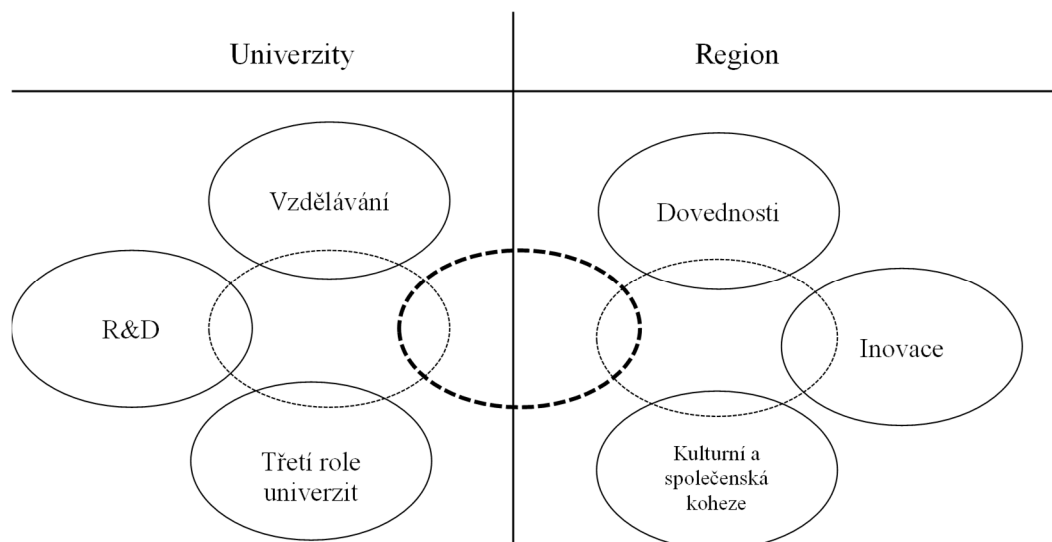 Univerzity
Region
Vzdělávání
R&D
Třetí role
univerzit
Dovednosti
Inovace
Kulturní a
společenská
koheze